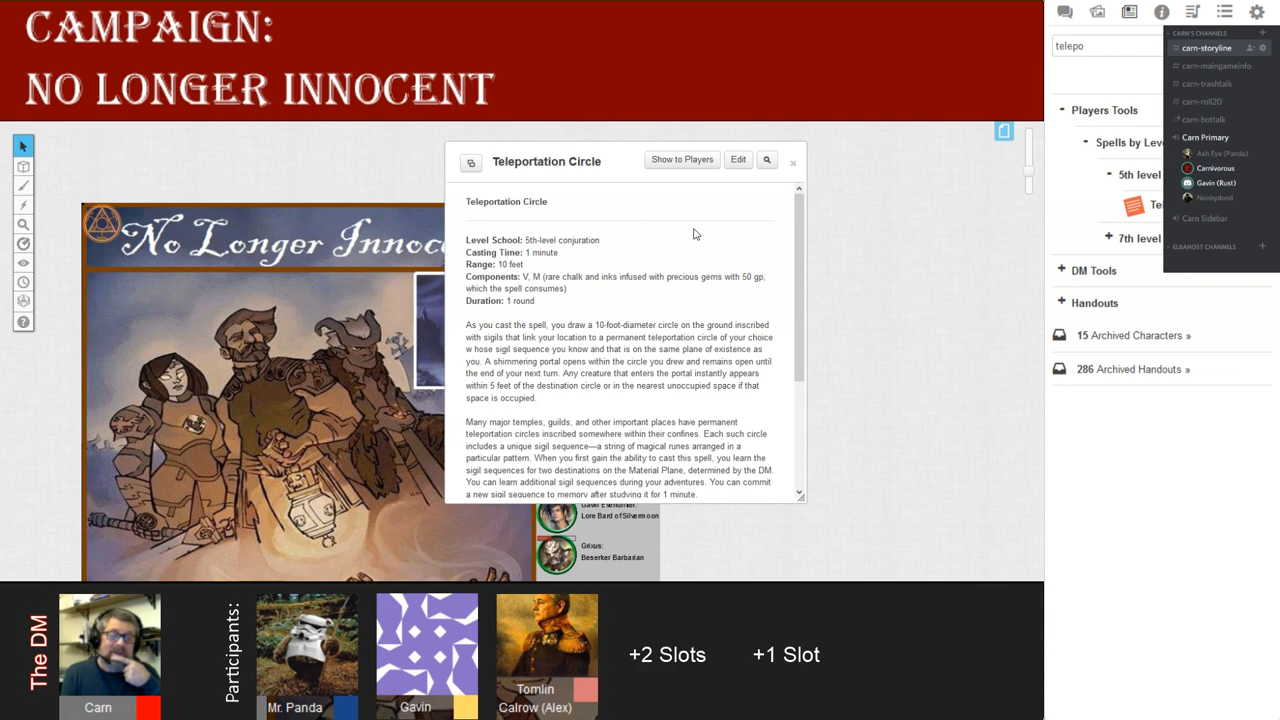 CAMPAIGN:
NO LONGER INNOCENT
No Longer Innoc
Teleportation Circle
Show to Players
Edit
Teleportation Circle
Level School: 5th-level conjuration
Casting Time: 1 minute
Range: 10 feet
Components: V, M (rare chalk and inks infused with precious gems with 50 gp,
which the spell consumes)
Duration: 1 round
As you cast the spell, you draw a 10-foot-diameter circle on the ground inscribed
with sigils that link your location to a permanent teleportation circle of your choice
w hose sigil sequence you know and that is on the same plane of existence as
you. A shimmering portal opens within the circle you drew and remains open until
the end of your next turn. Any creature that enters the portal instantly appears
within 5 feet of the destination circle or in the nearest unoccupied space if that
space is occupied.
Many major temples, guilds, and other important places have permanent
teleportation circles inscribed somewhere within their confines. Each such circle
includes a unique sigil sequence—a string of magical runes arranged in a
particular pattern. When you first gain the ability to cast this spell, you learn the
sigil sequences for two destinations on the Material Plane, determined by the DM.
You can learn additional sigil sequences during your adventures. You can commit
a new sigil sequence to memory after studying it for 1 minute.
Lore Bard of Silvermoon
Grixus:
Beserker Barbarian
telepo
Players Tools
Spells by Leve
5th level
Te
7th level
DM Tools
Handouts
15 Archived Characters »
286 Archived Handouts »
CARN'S CHANNELS
carn-storyline
carn-maingameinfo
carn-trashtalk
carn-roll20
carn-bottalk
Carn Primary
Ash Eye (Panda)
Carnivorous
Gavin (Rust)
Noobydood
Carn Sidebar
ELBANOST CHANNELS
The DM
Carn
Participants:
Mr. Panda
Gavin
Tomlin
Calrow (Alex)
+2 Slots
+1 Slot